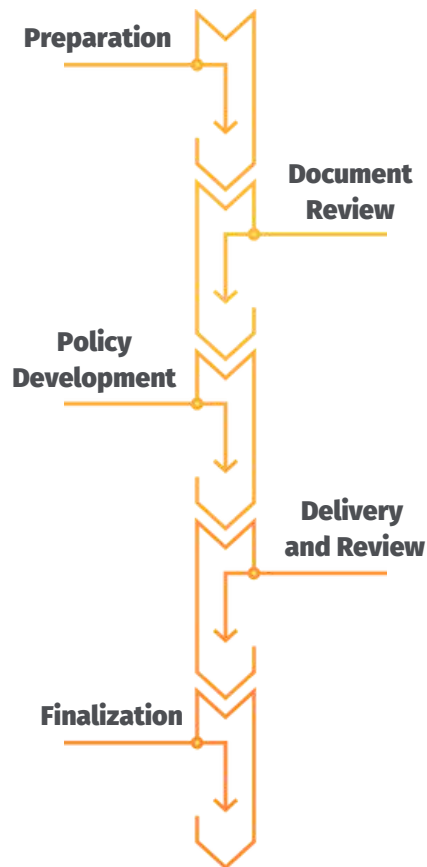 Preparation
Document
Review
Policy
Development
Delivery
and Review
Finalization